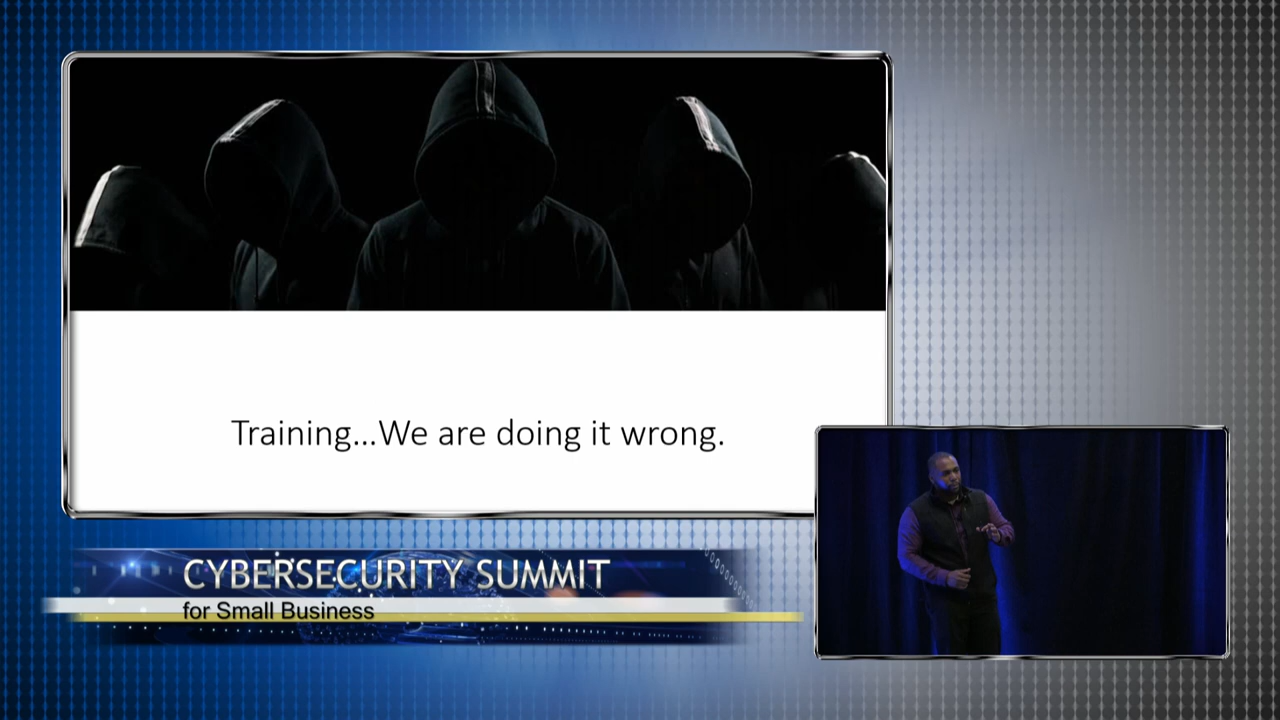 Training...We are doing it wrong.
CYBERSECURITY SUMMIT
for Small Business